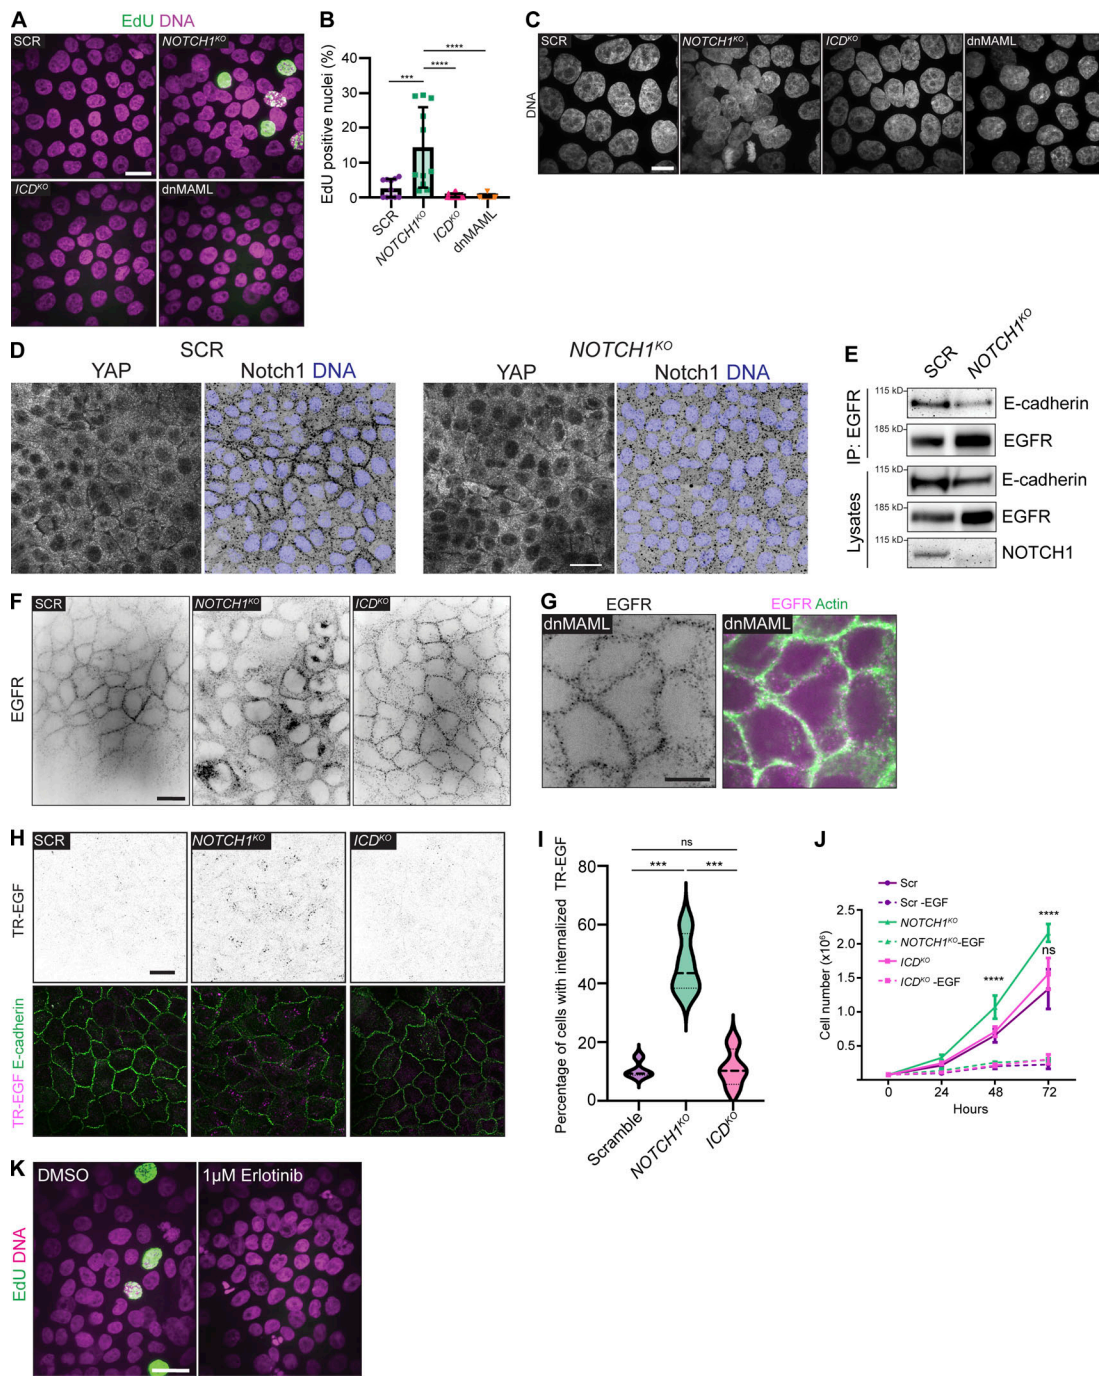 A
EdU DNA
SCR
NOTCH1KO
ICDKO
dnMAML
B
EdU positive nuclei (%)
40
30
20
10
0
***
****
****
SCR
NOTCH1KO
ICDKO
dnMAML
C
DNA
SCR
NOTCH1KO
ICDKO
dnMAML
D
SCR
NOTCH1KO
YAP
Notch1 DNA
YAP
Notch1 DNA
E
SCR
NOTCH1KO
IP: EGFR
115 kD
E-cadherin
185 kD
EGFR
Lysates
115 kD
E-cadherin
185 kD
EGFR
115 kD
NOTCH1
F
EGFR
SCR
NOTCH1KO
ICDKO
G
EGFR
EGFR Actin
dnMAML
dnMAML
H
TR-EGF
SCR
NOTCH1KO
ICDKO
TR-EGF E-cadherin
I
Percentage of cells with internalized TR-EGF
80
60
40
20
0
ns
***
***
Scramble
NOTCH1KO
ICDKO
J
Scr
Scr -EGF
NOTCH1KO
NOTCH1KO-EGF
ICDKO
ICDKO -EGF
Cell number (x10⁶)
2.5
2.0
1.5
1.0
0.5
****
****
ns
0
24
48
72
Hours
K
EdU DNA
DMSO
1µM Erlotinib